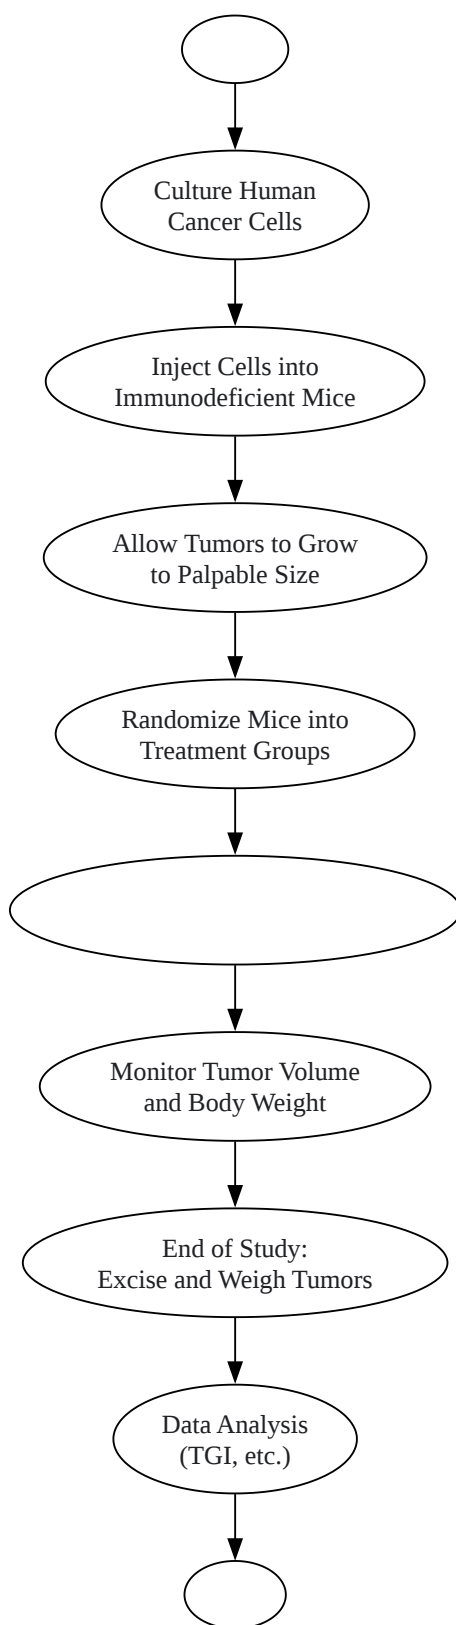 Culture Human
Cancer Cells
Inject Cells into
Immunodeficient Mice
Allow Tumors to Grow
to Palpable Size
Randomize Mice into
Treatment Groups
Monitor Tumor Volume
and Body Weight
End of Study:
Excise and Weigh Tumors
Data Analysis
(TGI, etc.)